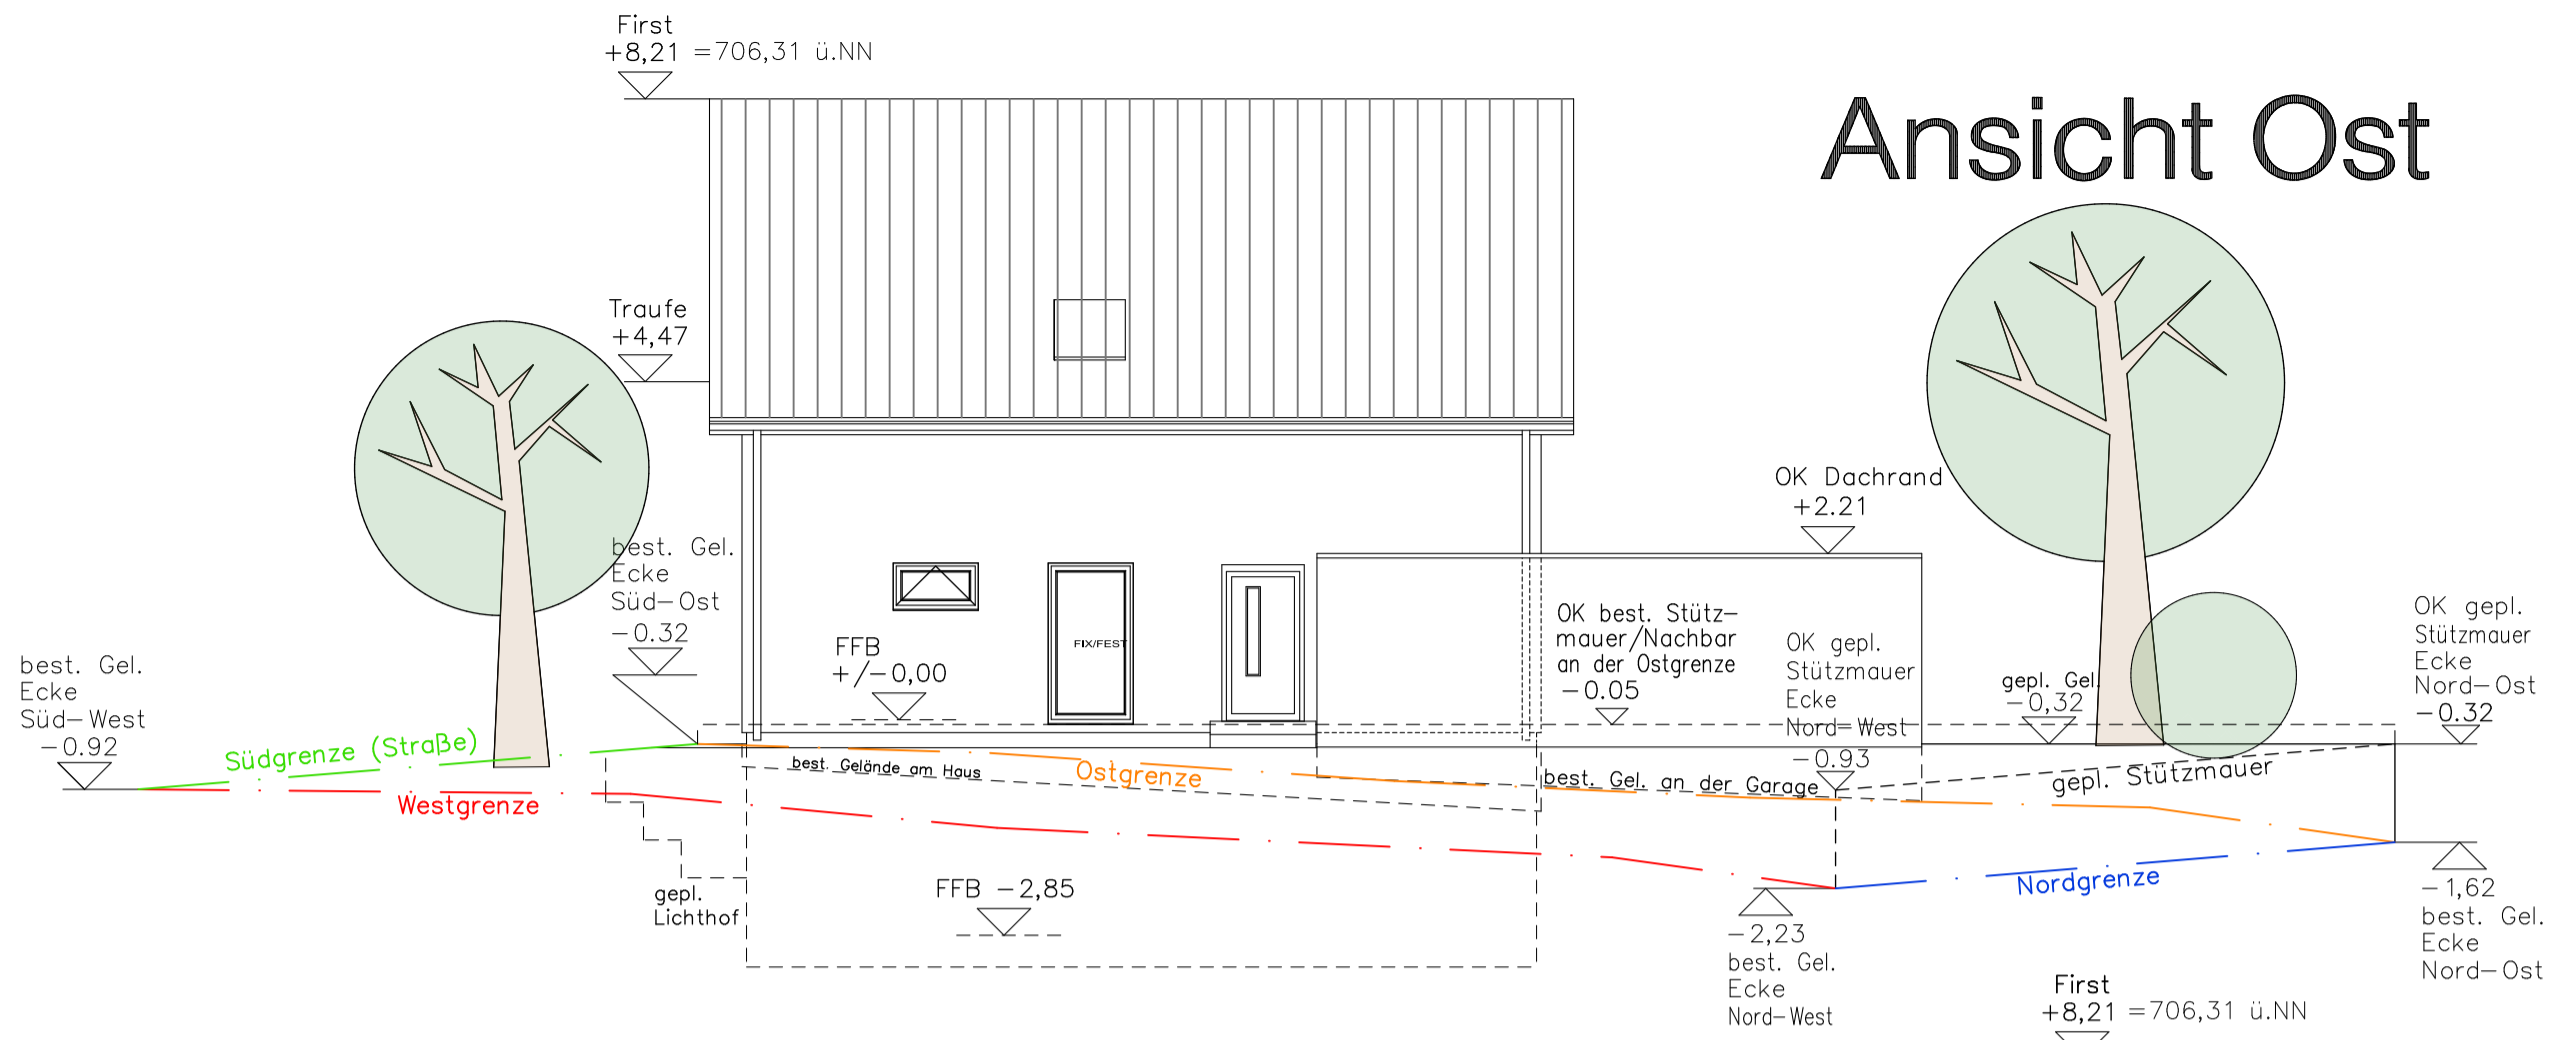 First
+8,21 =706,31 ü.NN
Ansicht Ost
Traufe
+4,47
OK Dachrand
+2.21
best. Gel.
Ecke
Süd-Ost
-0.32
FFB
+/-0,00
FIX/FEST
OK best. Stütz-
mauer/Nachbar
an der Ostgrenze
-0.05
OK gepl.
Stützmauer
Ecke
Nord-West
-0.93
gepl. Gel.
-0,32
OK gepl.
Stützmauer
Ecke
Nord-Ost
-0.32
best. Gel.
Ecke
Süd-West
-0.92
Südgrenze (Straße)
Westgrenze
best. Gelände am Haus
Ostgrenze
best. Gel. an der Garage
gepl. Stützmauer
Nordgrenze
gepl.
Lichthof
FFB -2,85
-2,23
best. Gel.
Ecke
Nord-West
-1,62
best. Gel.
Ecke
Nord-Ost
First
+8,21 =706,31 ü.NN